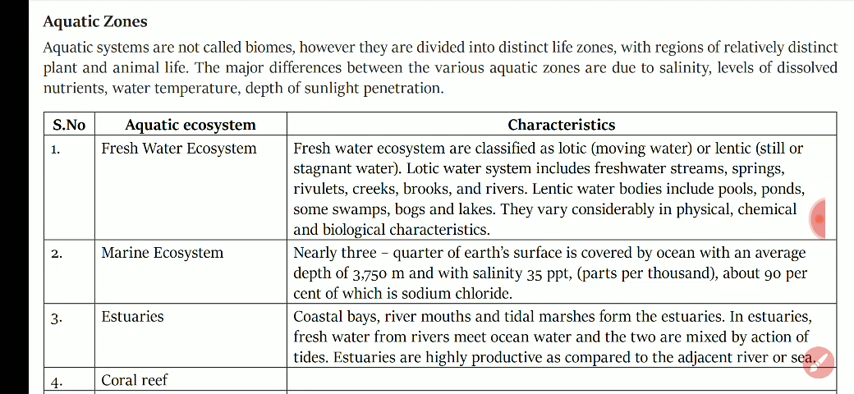 Aquatic Zones
Aquatic systems are not called biomes, however they are divided into distinct life zones, with regions of relatively distinct
plant and animal life. The major differences between the various aquatic zones are due to salinity, levels of dissolved
nutrients, water temperature, depth of sunlight penetration.
S.No Aquatic ecosystem Characteristics
1. Fresh Water Ecosystem Fresh water ecosystem are classified as lotic (moving water) or lentic (still or
stagnant water). Lotic water system includes freshwater streams, springs,
rivulets, creeks, brooks, and rivers. Lentic water bodies include pools, ponds,
some swamps, bogs and lakes. They vary considerably in physical, chemical
and biological characteristics.
2. Marine Ecosystem Nearly three – quarter of earth's surface is covered by ocean with an average
depth of 3,750 m and with salinity 35 ppt, (parts per thousand), about 90 per
cent of which is sodium chloride.
3. Estuaries Coastal bays, river mouths and tidal marshes form the estuaries. In estuaries,
fresh water from rivers meet ocean water and the two are mixed by action of
tides. Estuaries are highly productive as compared to the adjacent river or sea.
4. Coral reef